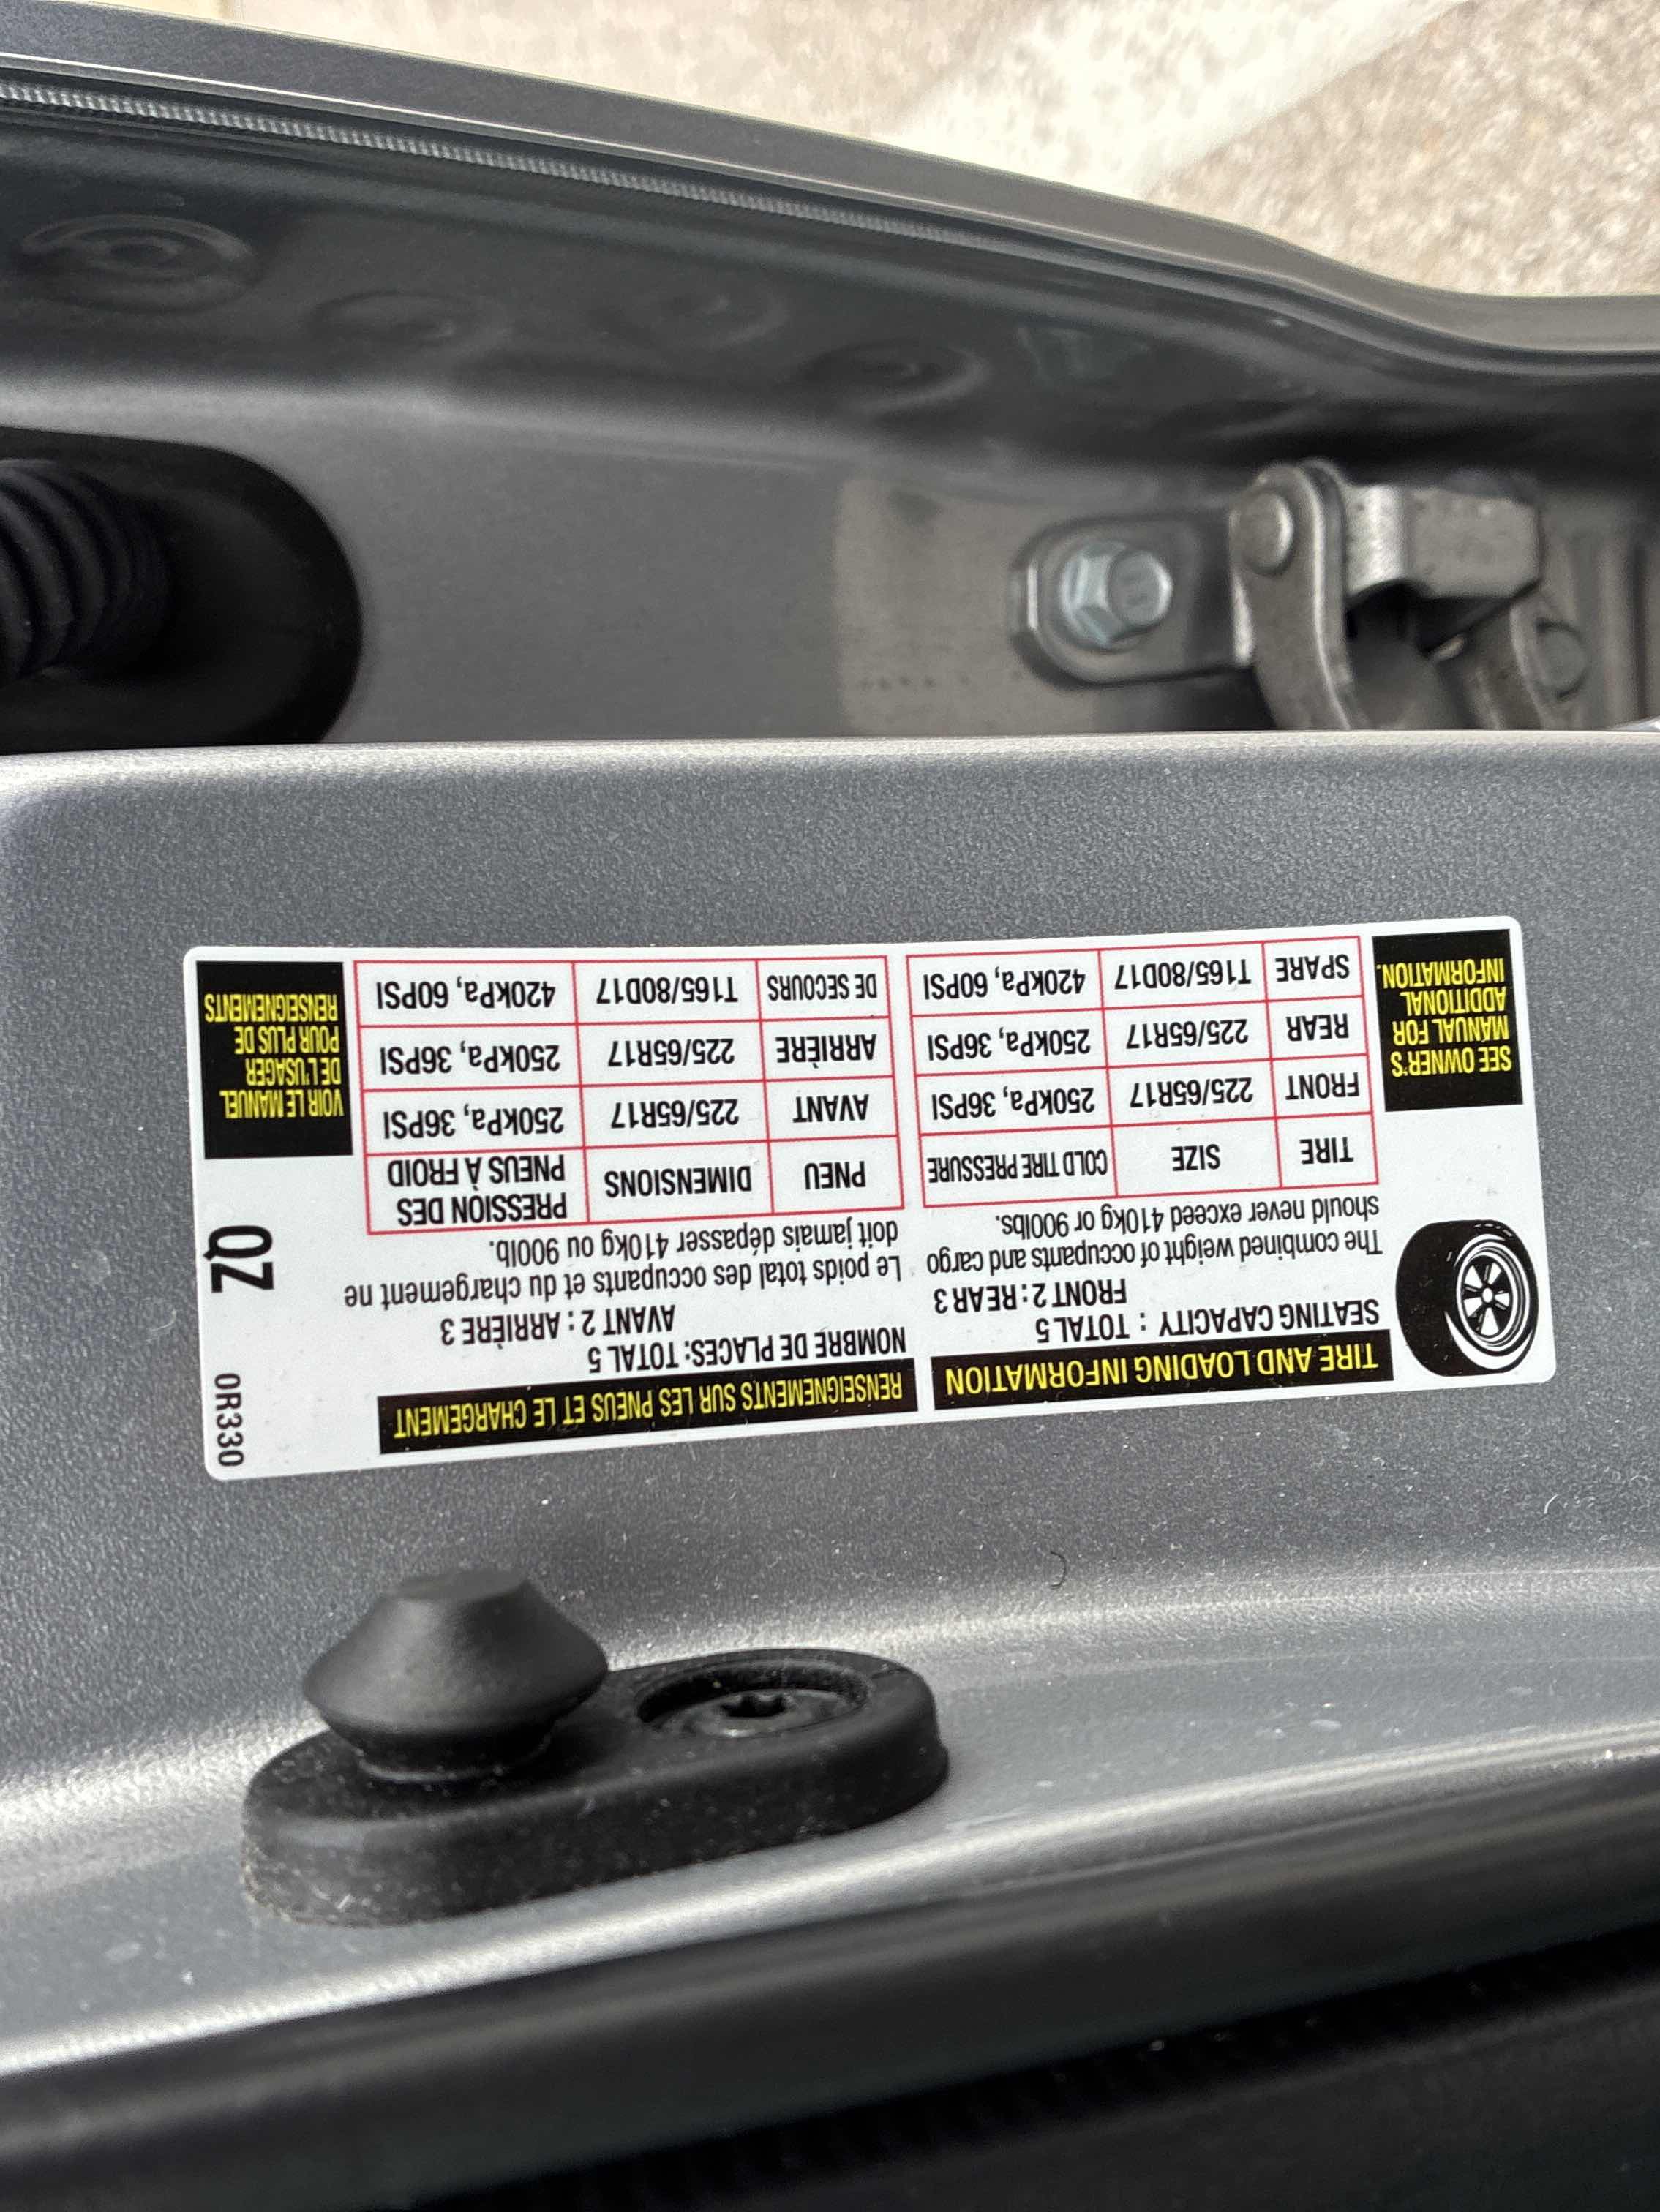 TIRE AND LOADING INFORMATION
SEATING CAPACITY : TOTAL 5
FRONT 2 : REAR 3
The combined weight of occupants and cargo
should never exceed 410kg or 900lbs.
TIRE SIZE COLD TIRE PRESSURE
FRONT 225/65R17 250kPa, 36PSI
REAR 225/65R17 250kPa, 36PSI
SPARE T165/80D17 420kPa, 60PSI
SEE OWNER'S
MANUAL FOR
ADDITIONAL
INFORMATION.
RENSEIGNEMENTS SUR LES PNEUS ET LE CHARGEMENT
NOMBRE DE PLACES: TOTAL 5
AVANT 2 : ARRIÈRE 3
Le poids total des occupants et du chargement ne
doit jamais dépasser 410kg ou 900lb.
PNEU DIMENSIONS PRESSION DES
PNEUS À FROID
AVANT 225/65R17 250kPa, 36PSI
ARRIÈRE 225/65R17 250kPa, 36PSI
DE SECOURS T165/80D17 420kPa, 60PSI
VOIR LE MANUEL
DE L'USAGER
POUR PLUS DE
RENSEIGNEMENTS
QZ
0R330